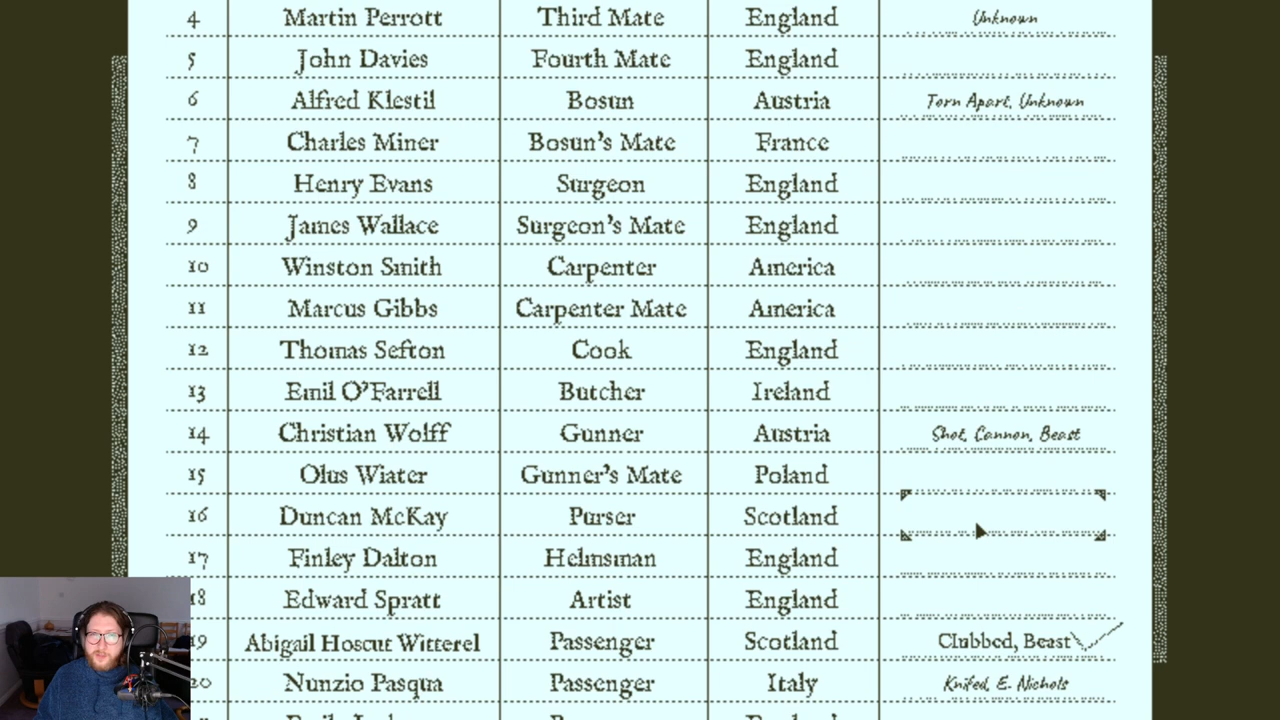 4 Martin Perrott Third Mate England Unknown
5 John Davies Fourth Mate England
6 Alfred Klestil Bosun Austria Torn Apart, Unknown
7 Charles Miner Bosun's Mate France
8 Henry Evans Surgeon England
9 James Wallace Surgeon's Mate England
10 Winston Smith Carpenter America
11 Marcus Gibbs Carpenter Mate America
12 Thomas Sefton Cook England
13 Emil O'Farrell Butcher Ireland
14 Christian Wolff Gunner Austria Shot, Cannon, Beast
15 Olus Wiater Gunner's Mate Poland
16 Duncan McKay Purser Scotland
17 Finley Dalton Helmsman England
18 Edward Spratt Artist England
19 Abigail Hoscut Witterel Passenger Scotland Clubbed, Beast
20 Nunzio Pasqua Passenger Italy Knifed, E. Nichols